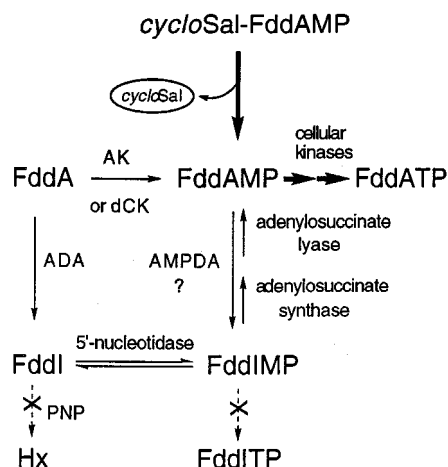 cycloSal-FddAMP
cycloSal
cellular
kinases
AK
FddA
FddAMP
FddATP
or dCK
adenylosuccinate
lyase
ADA
AMPDA
?
adenylosuccinate
synthase
5'-nucleotidase
FddI
FddIMP
PNP
Hx
FddITP